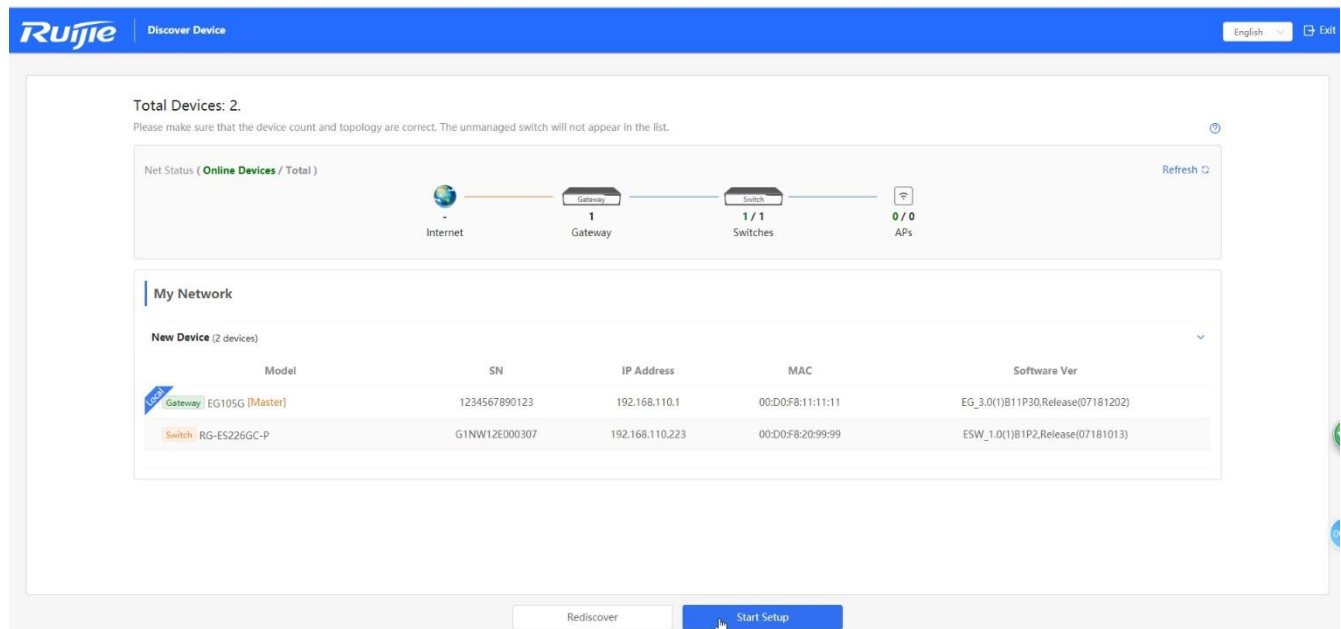 Ruijie Discover Device English Exit
Total Devices: 2.
Please make sure that the device count and topology are correct. The unmanaged switch will not appear in the list.
Net Status ( Online Devices / Total ) Refresh
Gateway Switch
- 1 1 / 1 0 / 0
Internet Gateway Switches APs
My Network
New Device (2 devices)
Model SN IP Address MAC Software Ver
Local Gateway EG105G [Master] 1234567890123 192.168.110.1 00:D0:F8:11:11:11 EG_3.0(1)B11P30,Release(07181202)
Switch RG-ES226GC-P G1NW12E000307 192.168.110.223 00:D0:F8:20:99:99 ESW_1.0(1)B1P2,Release(07181013)
Rediscover Start Setup